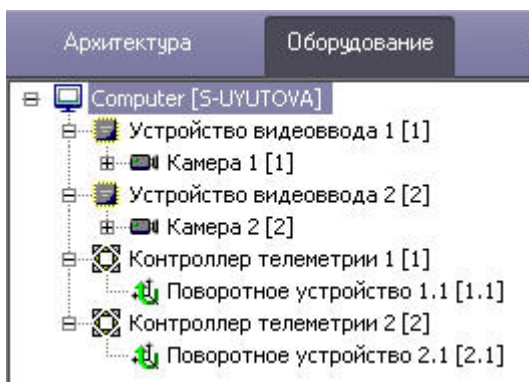 Архитектура Оборудование
Computer [S-UYUTOVA]
Устройство видеоввода 1 [1]
Камера 1 [1]
Устройство видеоввода 2 [2]
Камера 2 [2]
Контроллер телеметрии 1 [1]
Поворотное устройство 1.1 [1.1]
Контроллер телеметрии 2 [2]
Поворотное устройство 2.1 [2.1]